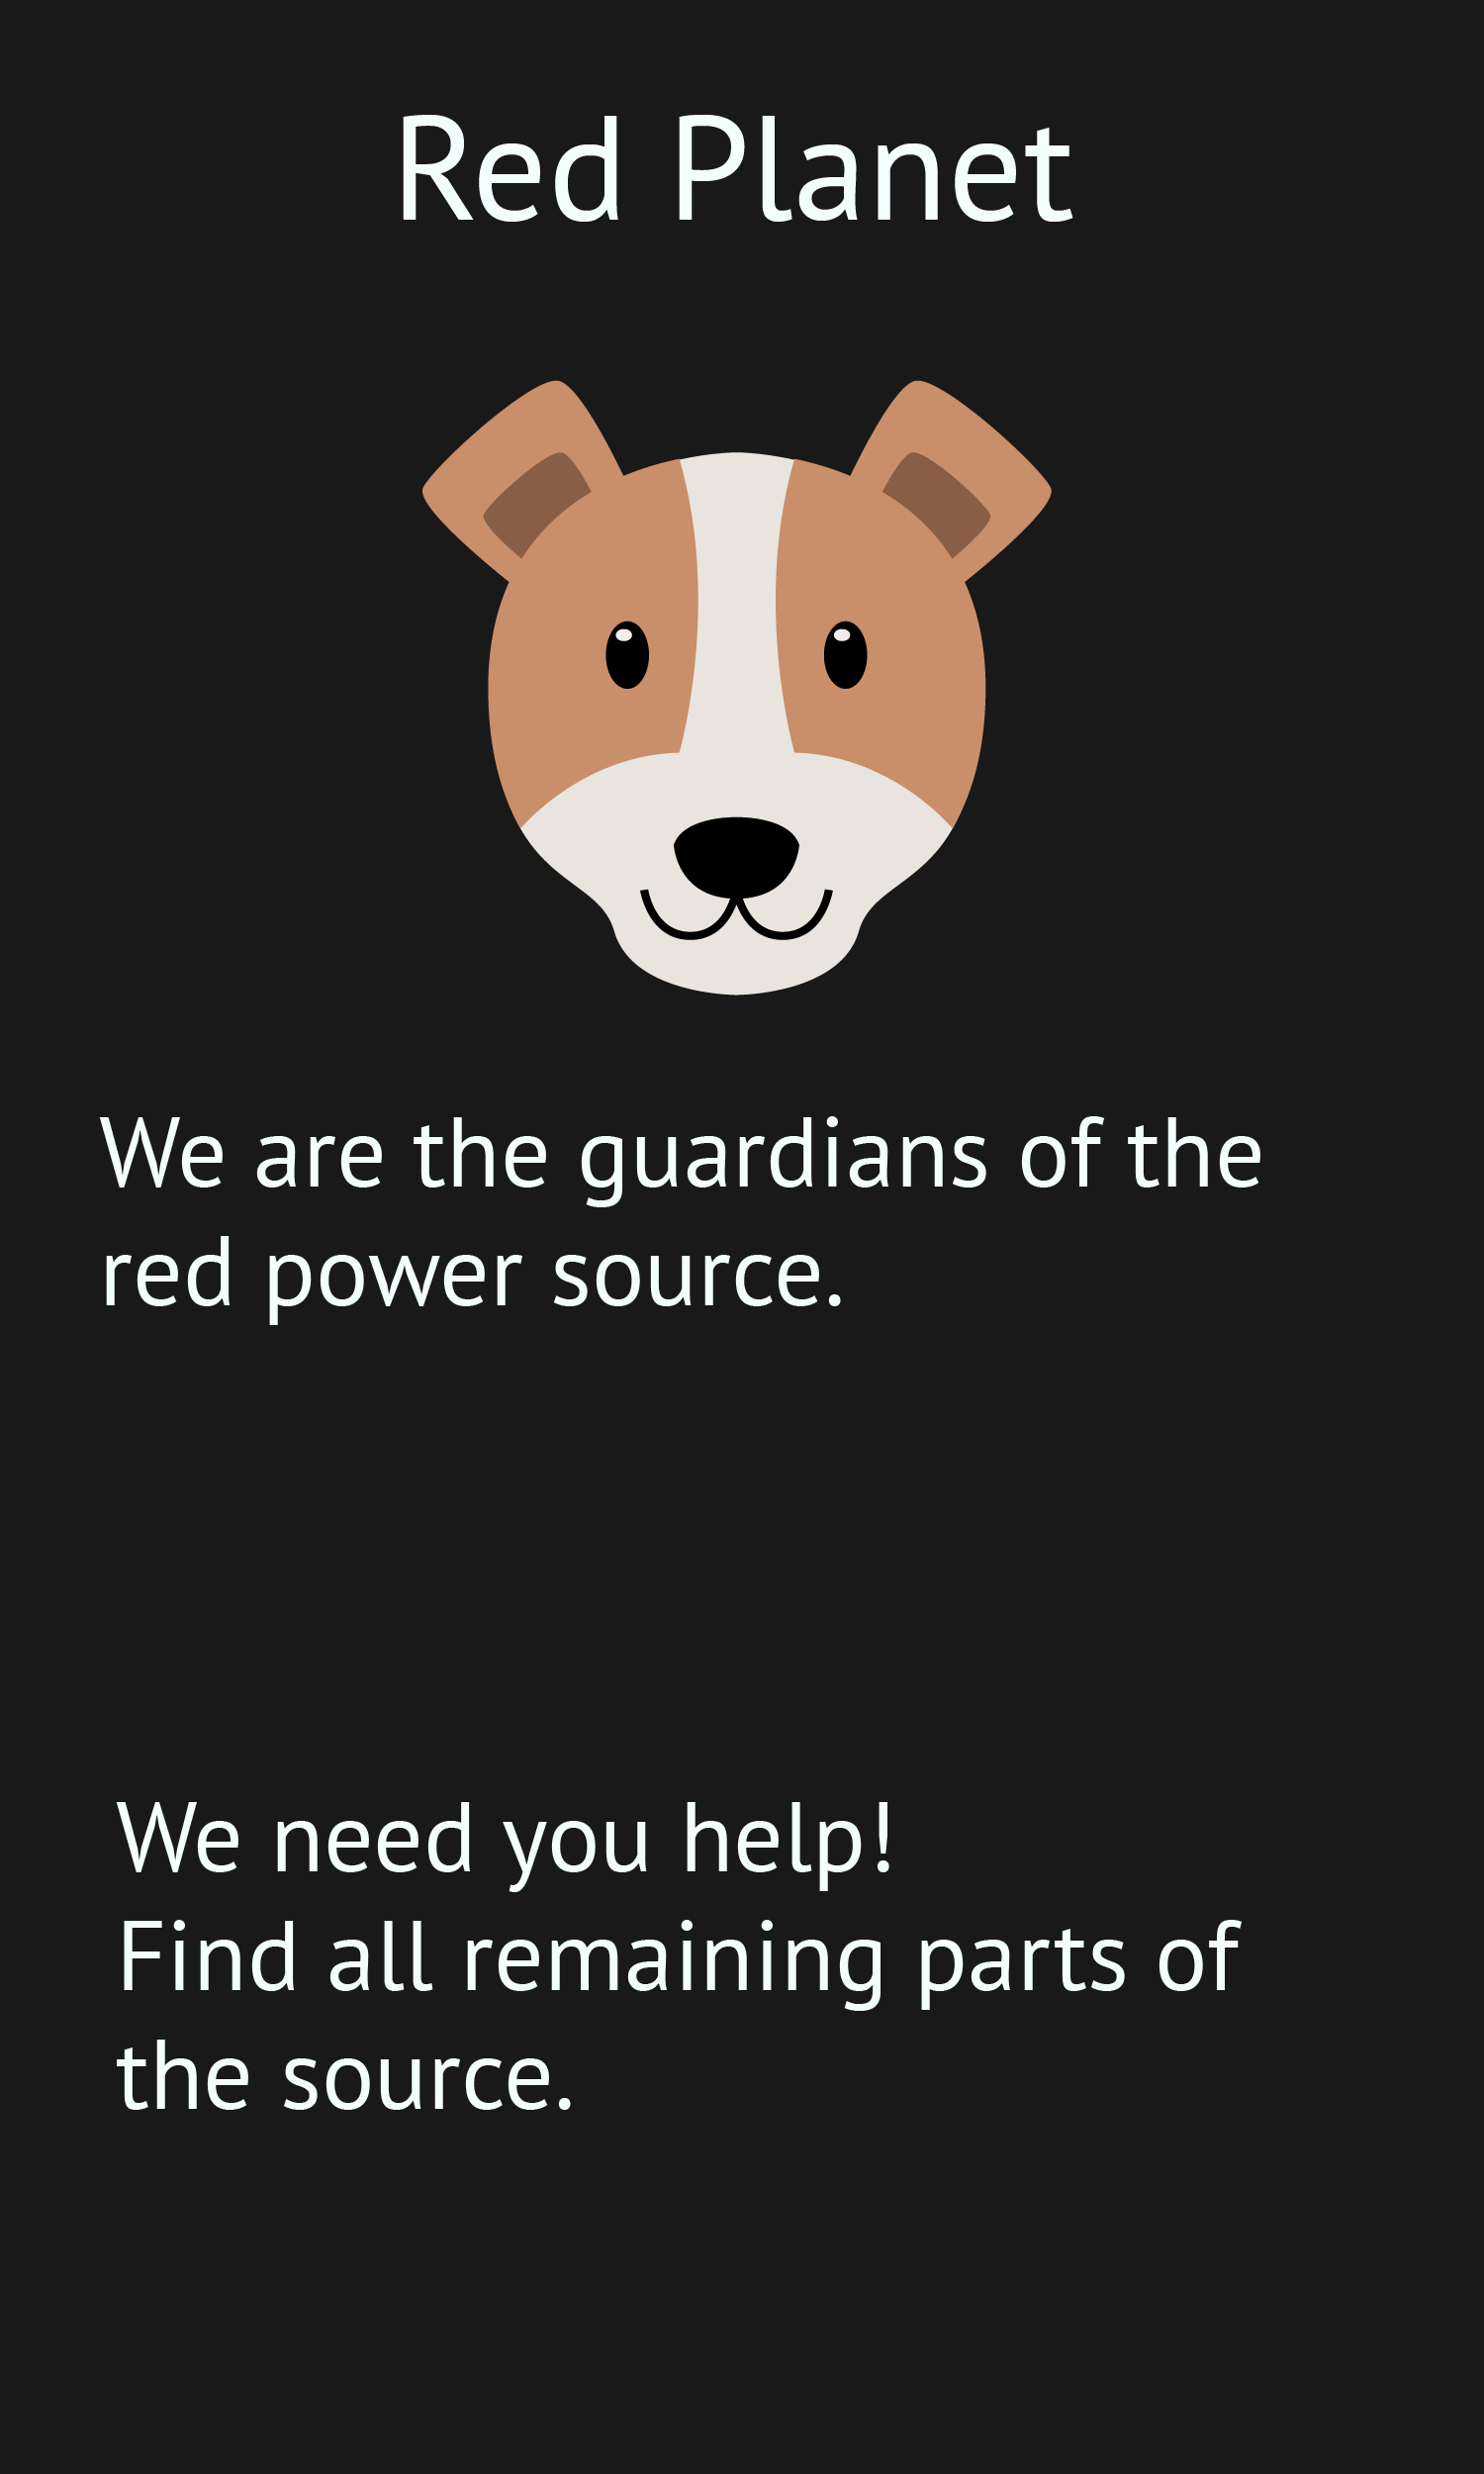 Red Planet
We are the guardians of the
red power source.
We need you help!
Find all remaining parts of
the source.